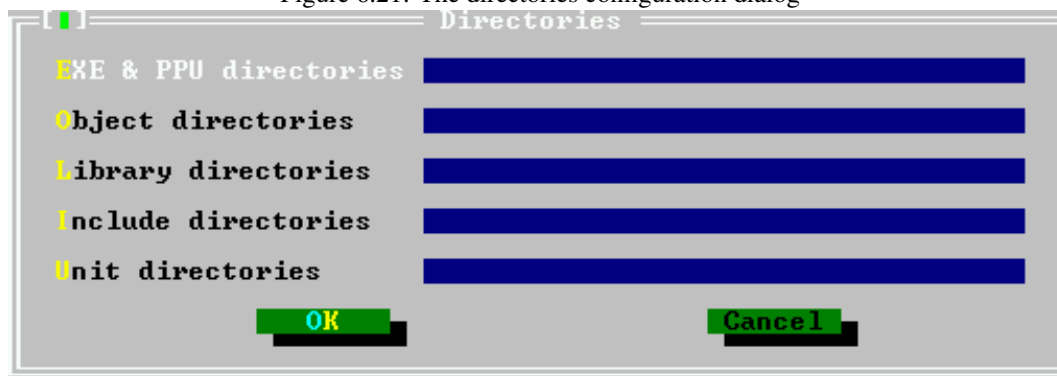 Figure 6.21: The directories configuration dialog
[▮] Directories
EXE & PPU directories
Object directories
Library directories
Include directories
Unit directories
OK Cancel